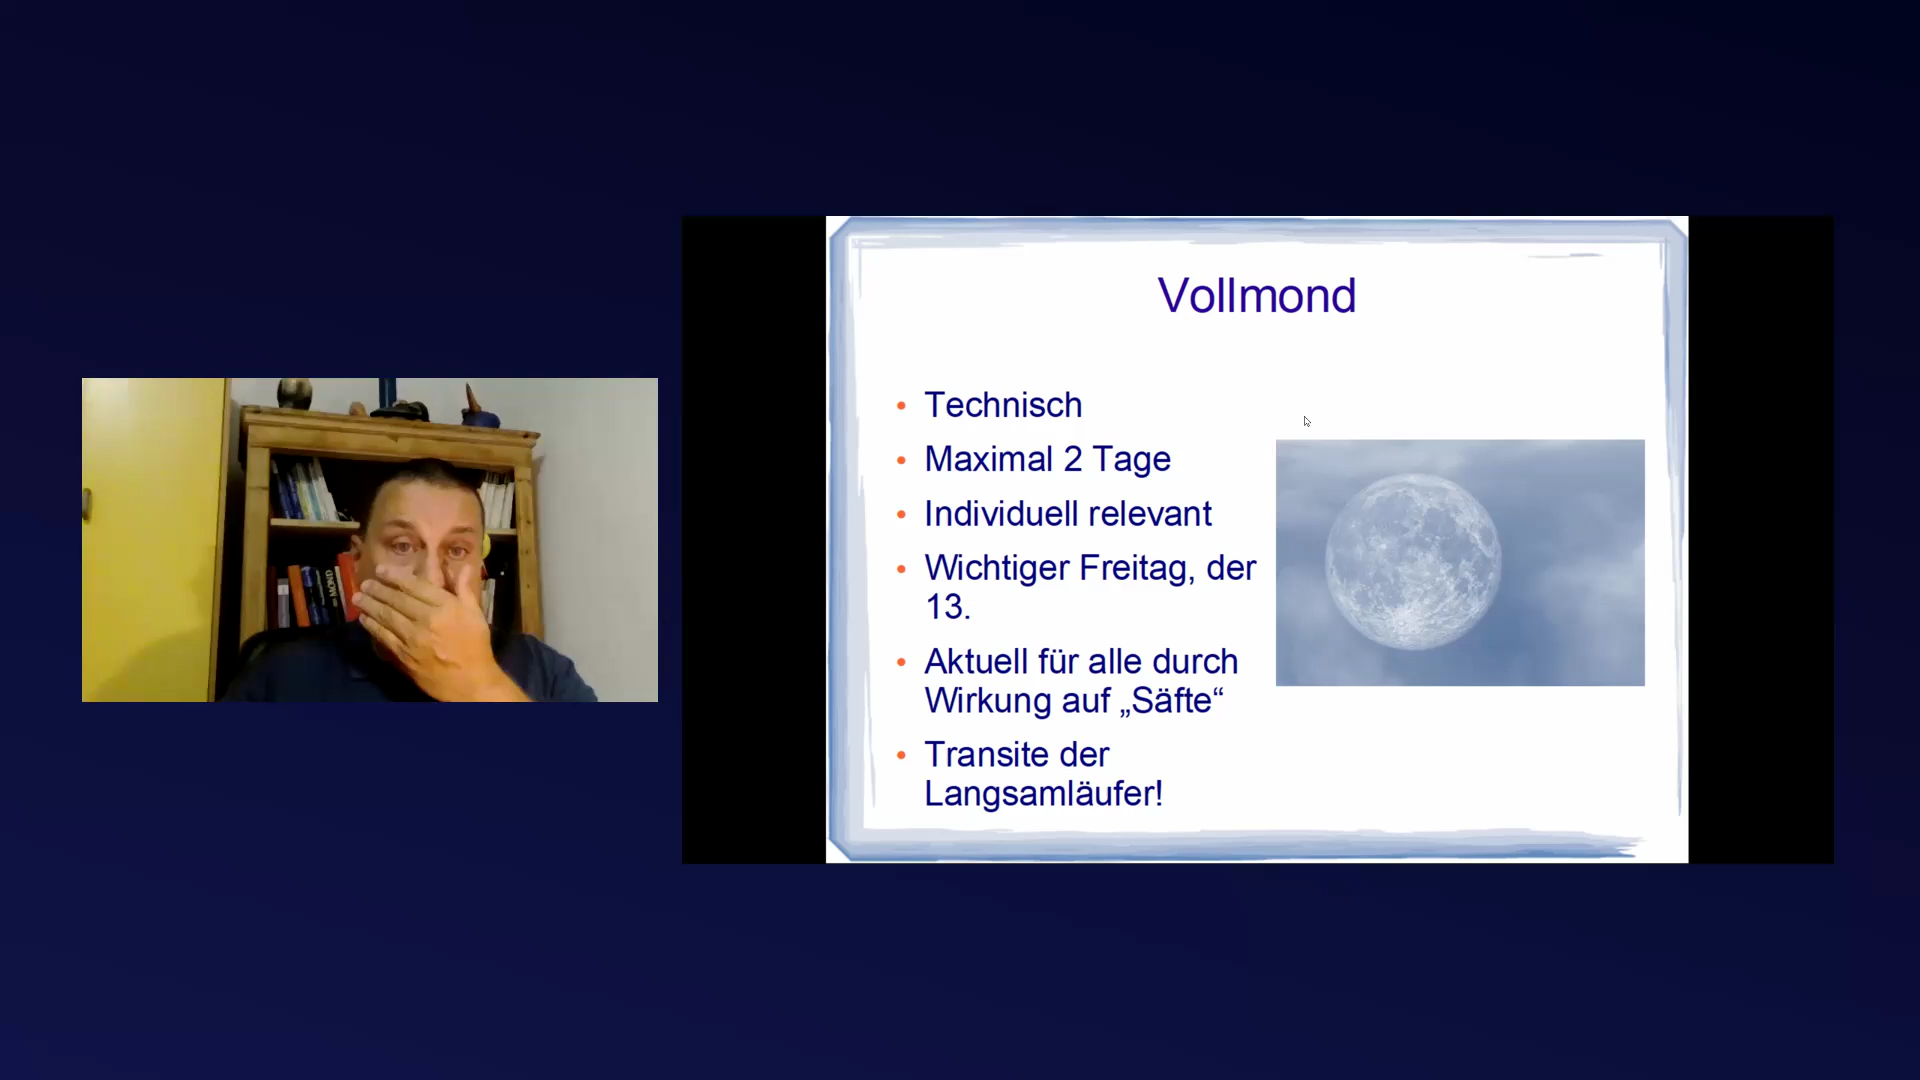 Vollmond
• Technisch
• Maximal 2 Tage
• Individuell relevant
• Wichtiger Freitag, der
13.
• Aktuell für alle durch
Wirkung auf „Säfte“
• Transite der
Langsamläufer!
MOND